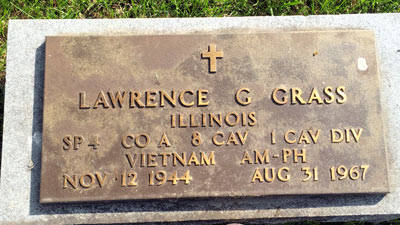 LAWRENCE G GRASS
ILLINOIS
SP4 CO A 8 CAV 1 CAV DIV
VIETNAM AM-PH
NOV 12 1944 AUG 31 1967